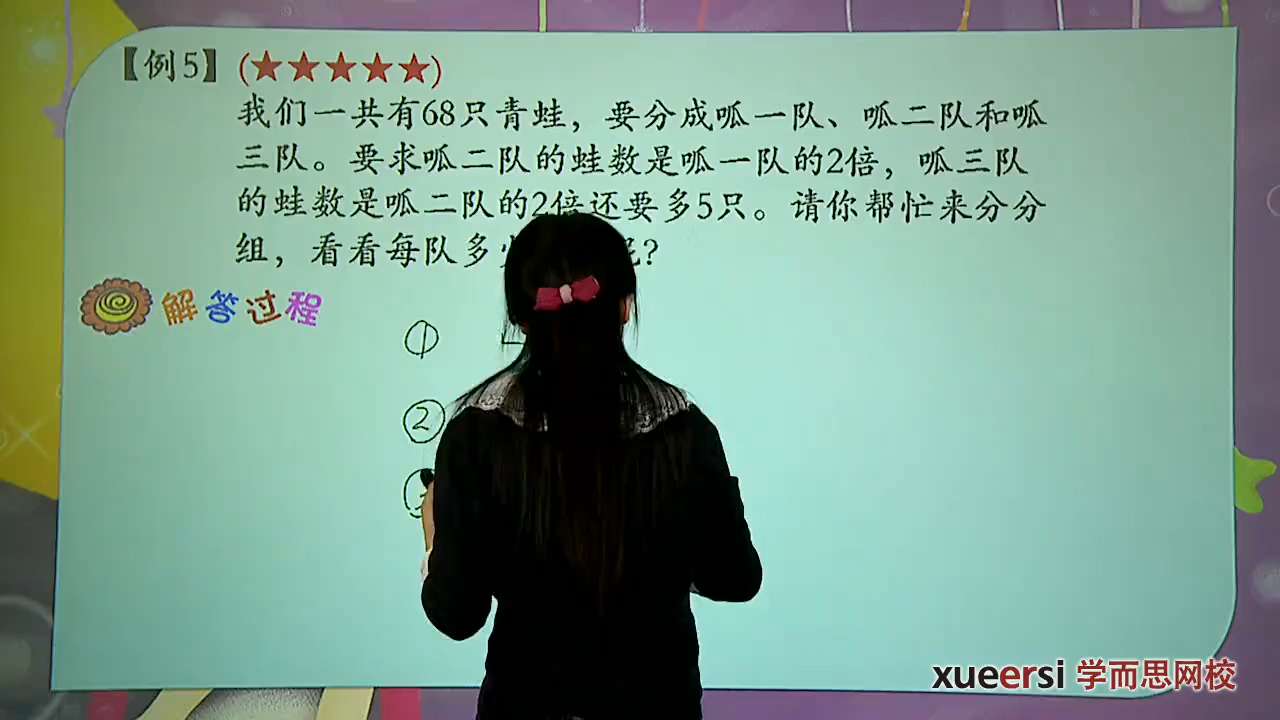 【例5】(★★★★★)
我们一共有68只青蛙，要分成呱一队、呱二队和呱
三队。要求呱二队的蛙数是呱一队的2倍，呱三队
的蛙数是呱二队的2倍还要多5只。请你帮忙来分分
组，看看每队多少呢？
解答过程
①
②
xueersi 学而思网校